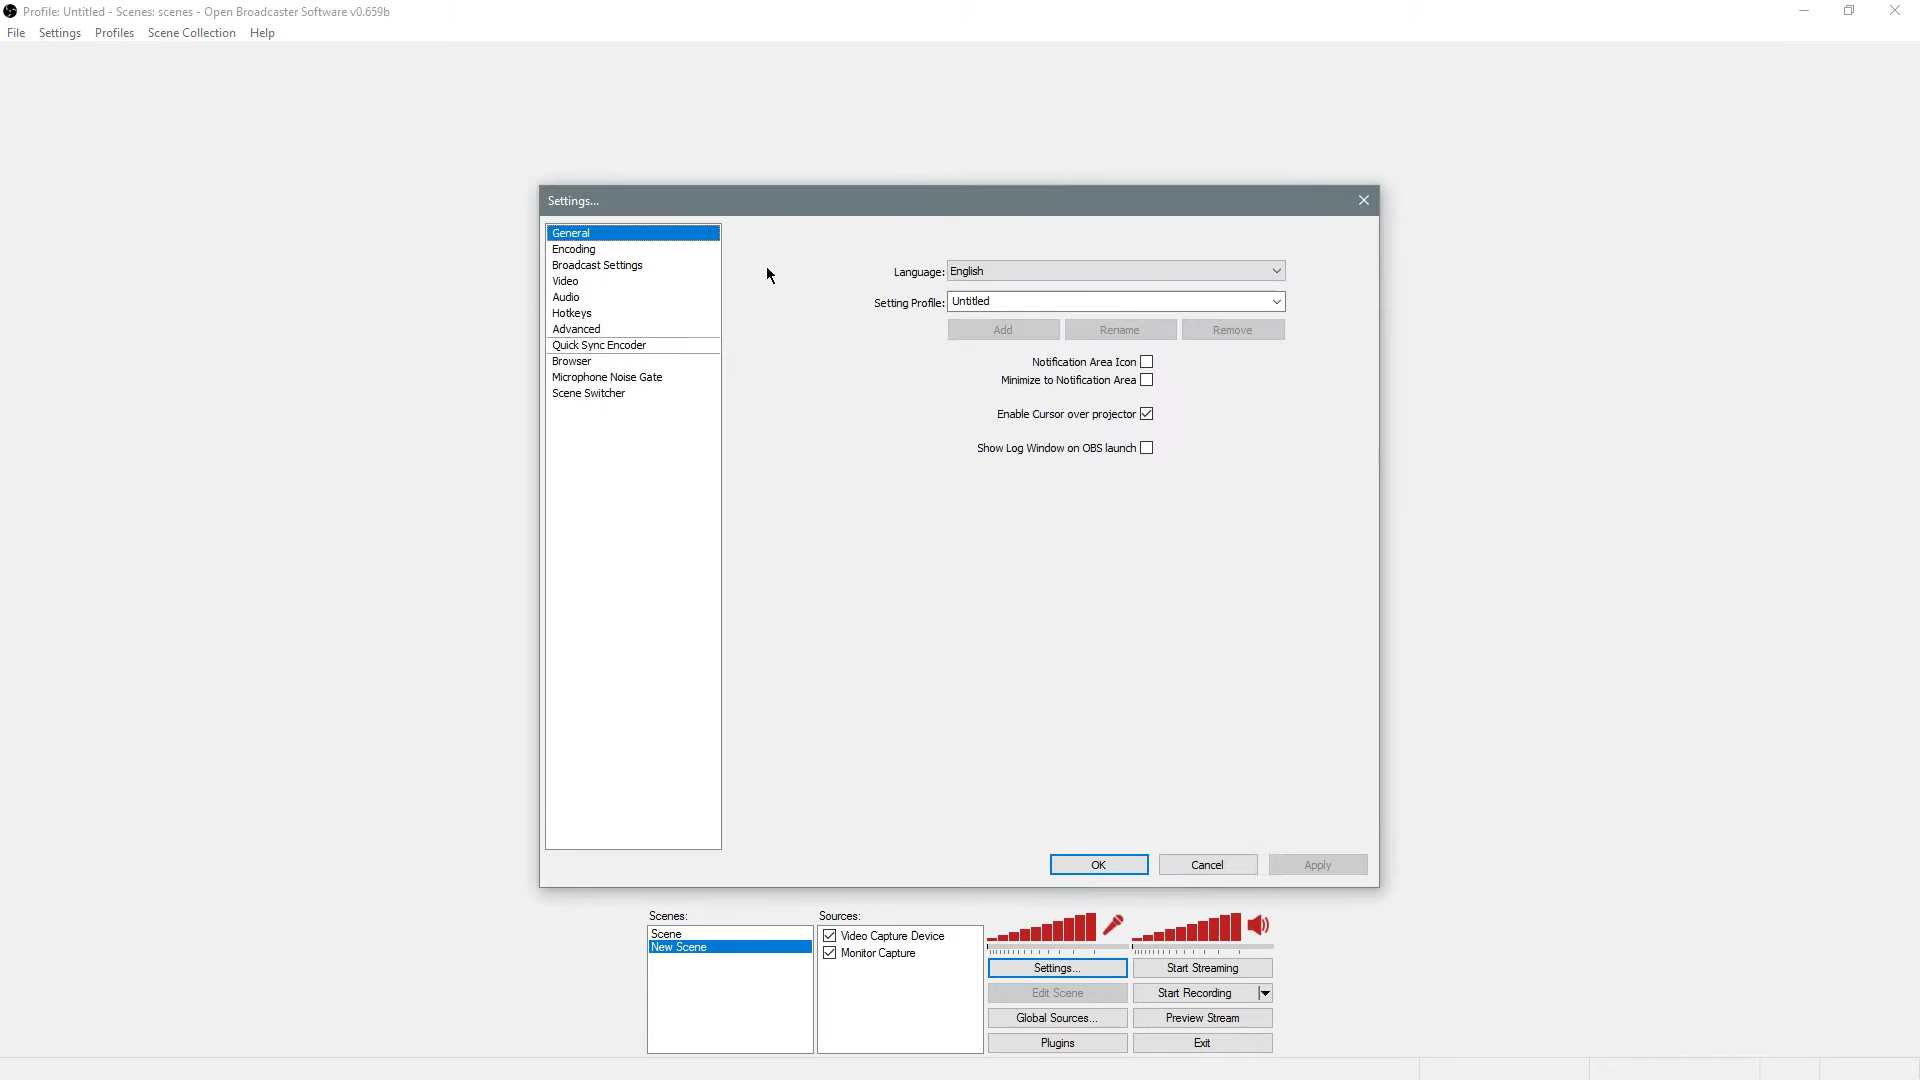 Profile: Untitled - Scenes: scenes - Open Broadcaster Software v0.659b
File Settings Profiles Scene Collection Help
Settings...
General
Encoding
Broadcast Settings
Video
Audio
Hotkeys
Advanced
Quick Sync Encoder
Browser
Microphone Noise Gate
Scene Switcher
Language: English
Setting Profile: Untitled
Add Rename Remove
Notification Area Icon
Minimize to Notification Area
Enable Cursor over projector
Show Log Window on OBS launch
OK Cancel Apply
Scenes:
Scene
New Scene
Sources:
Video Capture Device
Monitor Capture
Settings... Start Streaming
Edit Scene Start Recording
Global Sources... Preview Stream
Plugins Exit